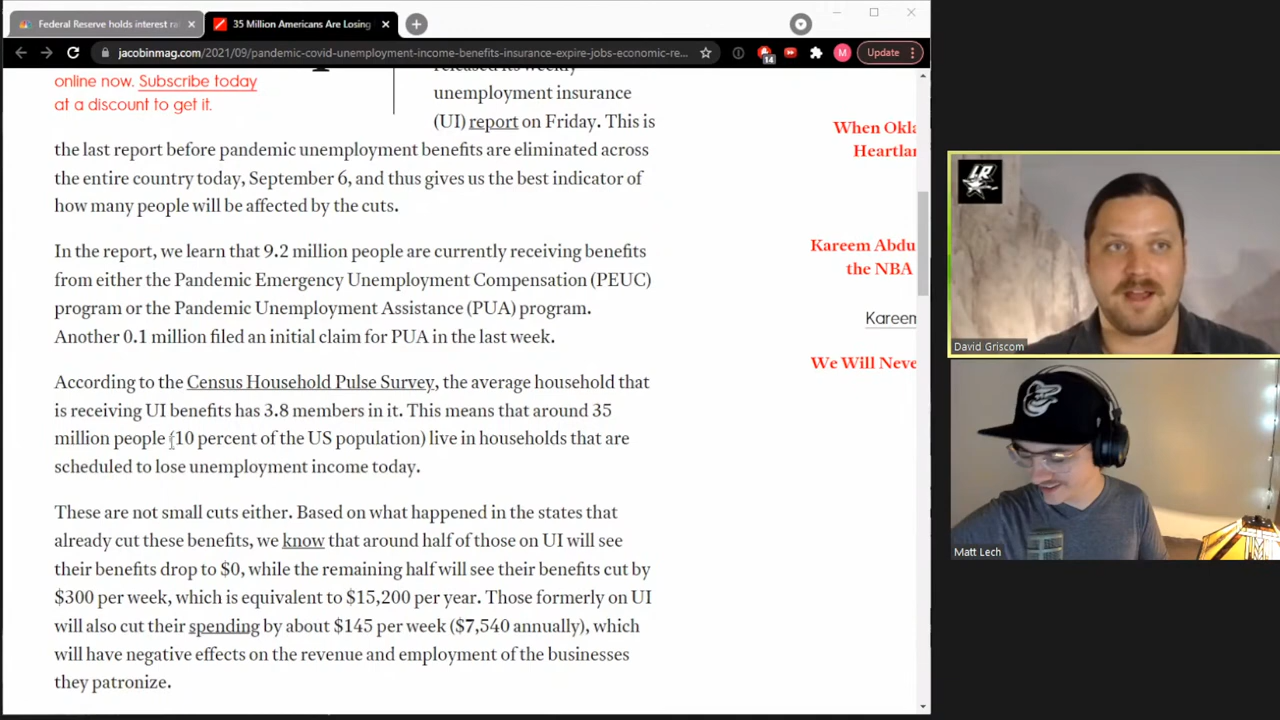 Federal Reserve holds interest ra
35 Million Americans Are Losing
jacobinmag.com/2021/09/pandemic-covid-unemployment-income-benefits-insurance-expire-jobs-economic-re...
14
M
Update
online now. Subscribe today
at a discount to get it.
unemployment insurance
(UI) report on Friday. This is
the last report before pandemic unemployment benefits are eliminated across
the entire country today, September 6, and thus gives us the best indicator of
how many people will be affected by the cuts.
In the report, we learn that 9.2 million people are currently receiving benefits
from either the Pandemic Emergency Unemployment Compensation (PEUC)
program or the Pandemic Unemployment Assistance (PUA) program.
Another 0.1 million filed an initial claim for PUA in the last week.
According to the Census Household Pulse Survey, the average household that
is receiving UI benefits has 3.8 members in it. This means that around 35
million people (10 percent of the US population) live in households that are
scheduled to lose unemployment income today.
These are not small cuts either. Based on what happened in the states that
already cut these benefits, we know that around half of those on UI will see
their benefits drop to $0, while the remaining half will see their benefits cut by
$300 per week, which is equivalent to $15,200 per year. Those formerly on UI
will also cut their spending by about $145 per week ($7,540 annually), which
will have negative effects on the revenue and employment of the businesses
they patronize.
When Okla
Heartlan
Kareem Abdu
the NBA
Kareem
We Will Neve
LR
David Griscom
Matt Lech